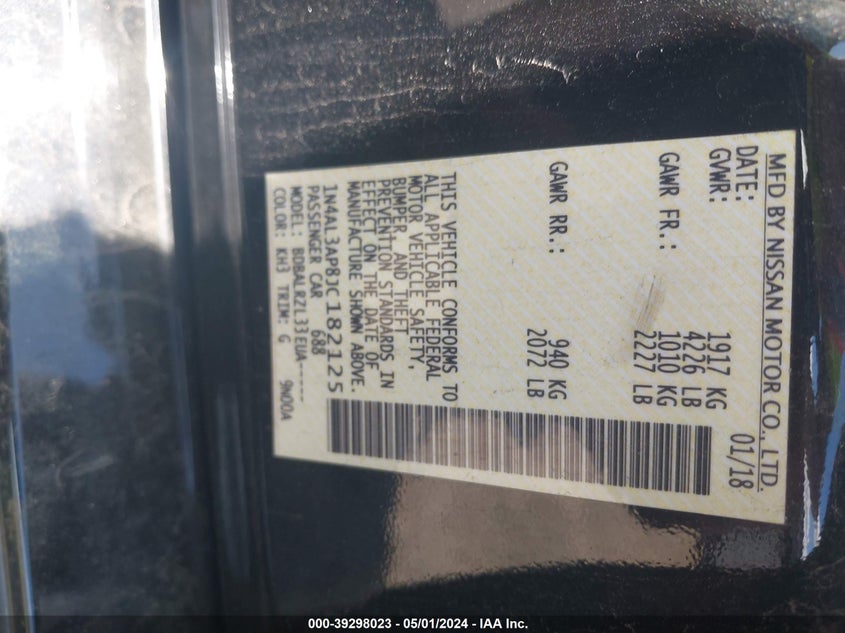 MFD BY NISSAN MOTOR CO., LTD.
DATE: 01/18
GVWR: 1917 KG
4226 LB
GAWR FR.: 1010 KG
2227 LB
GAWR RR.: 940 KG
2072 LB
THIS VEHICLE CONFORMS TO
ALL APPLICABLE FEDERAL
MOTOR VEHICLE SAFETY,
BUMPER, AND THEFT
PREVENTION STANDARDS IN
EFFECT ON THE DATE OF
MANUFACTURE SHOWN ABOVE.
1N4AL3AP8JC182125
PASSENGER CAR 688
MODEL: BDBALRZL33EUA-----
COLOR: KH3 TRIM: G 9N00A
000-39298023 - 05/01/2024 - IAA Inc.